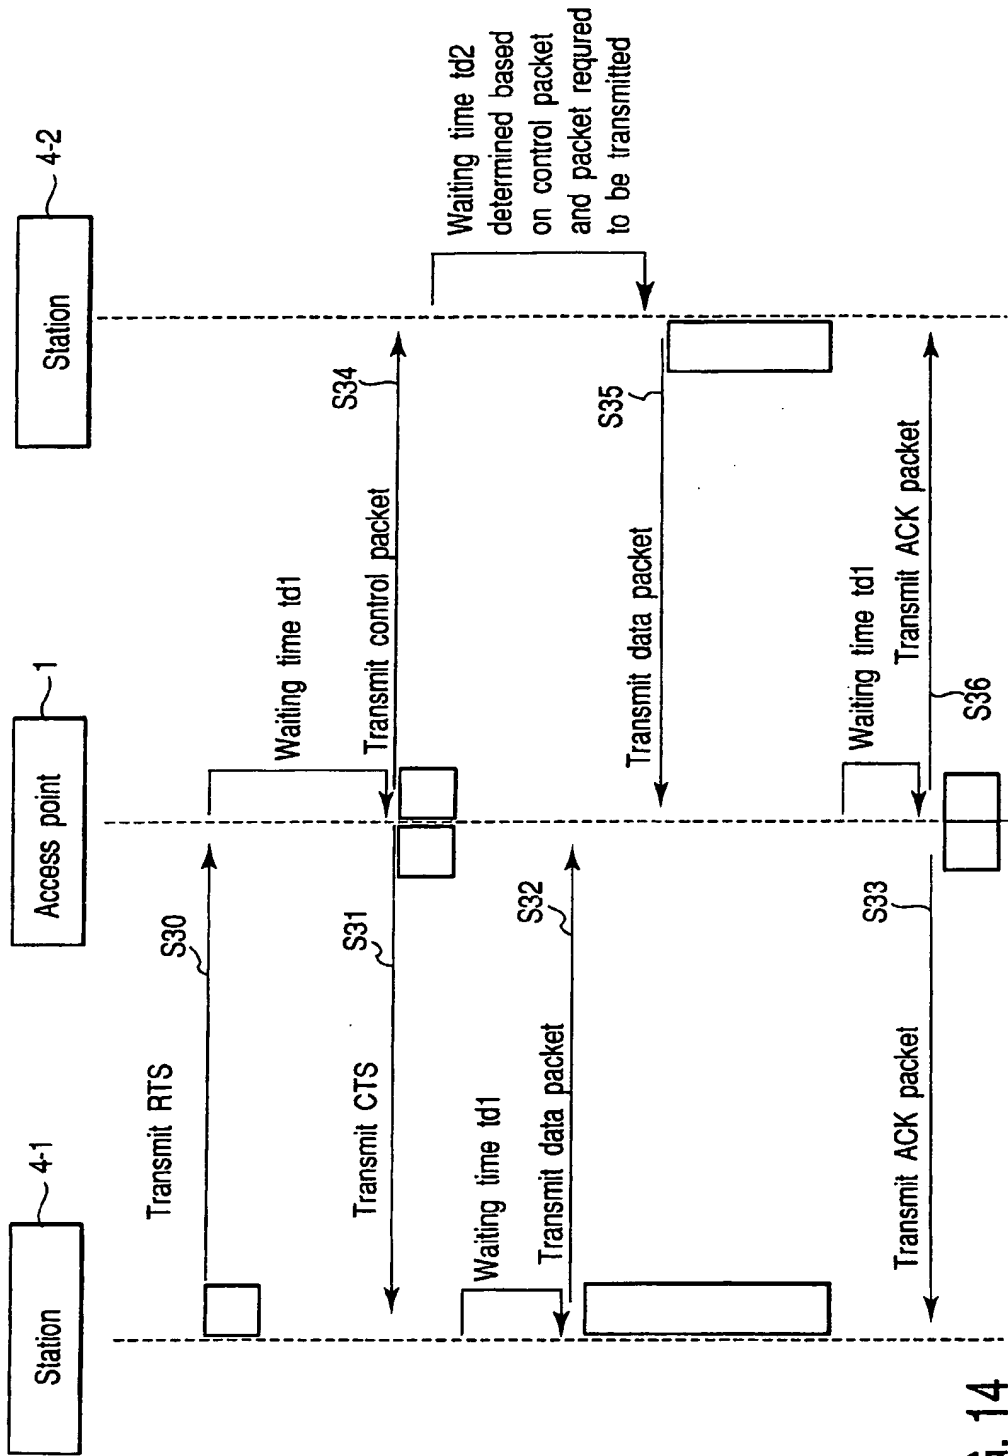 Station
4-1
Access point
1
Station
4-2
Transmit RTS
S30
Waiting time td1
Transmit CTS
S31
Transmit control packet
S34
Waiting time td1
Waiting time td2
determined based
on control packet
and packet requred
to be transmitted
Transmit data packet
S32
Transmit data packet
S35
Waiting time td1
Transmit ACK packet
S33
Transmit ACK packet
S36
14